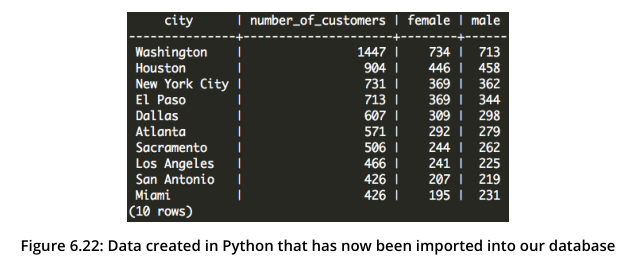 city | number_of_customers | female | male
---------------+---------------------+--------+------
Washington | 1447 | 734 | 713
Houston | 904 | 446 | 458
New York City | 731 | 369 | 362
El Paso | 713 | 369 | 344
Dallas | 607 | 309 | 298
Atlanta | 571 | 292 | 279
Sacramento | 506 | 244 | 262
Los Angeles | 466 | 241 | 225
San Antonio | 426 | 207 | 219
Miami | 426 | 195 | 231
(10 rows)
Figure 6.22: Data created in Python that has now been imported into our database